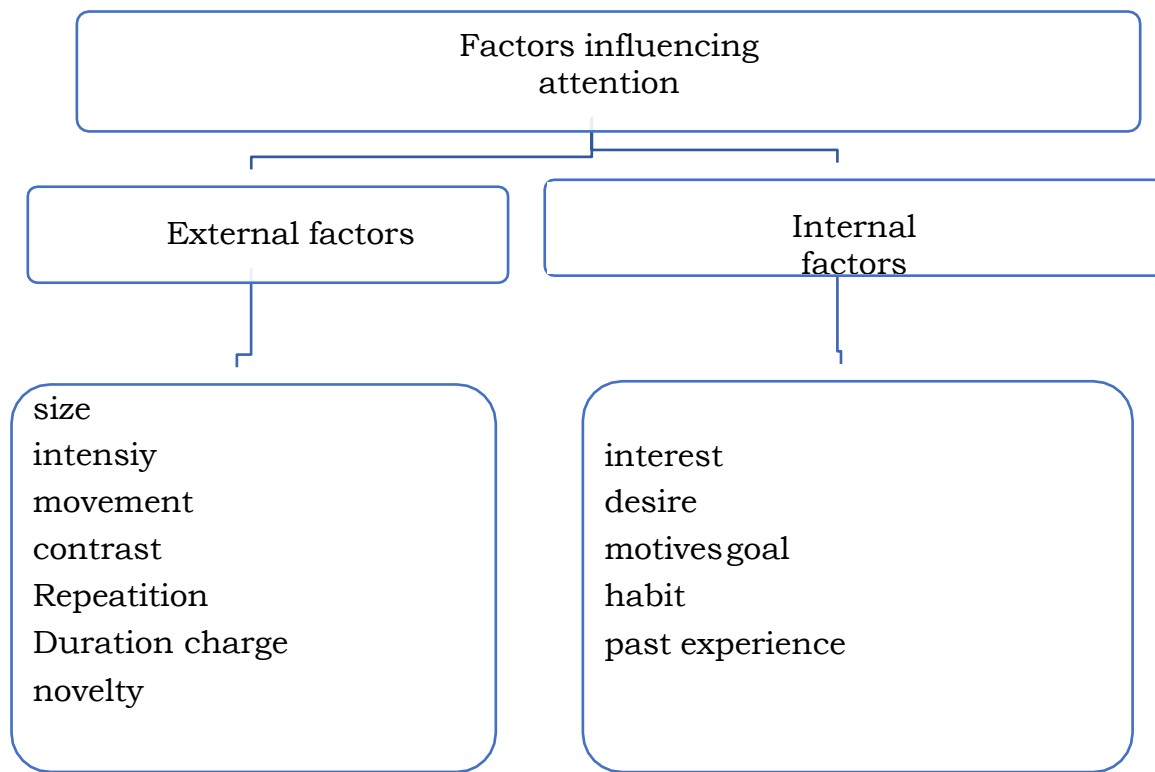 Factors influencing
attention
External factors
Internal
factors
size
intensiy
movement
contrast
Repeatition
Duration charge
novelty
interest
desire
motives goal
habit
past experience